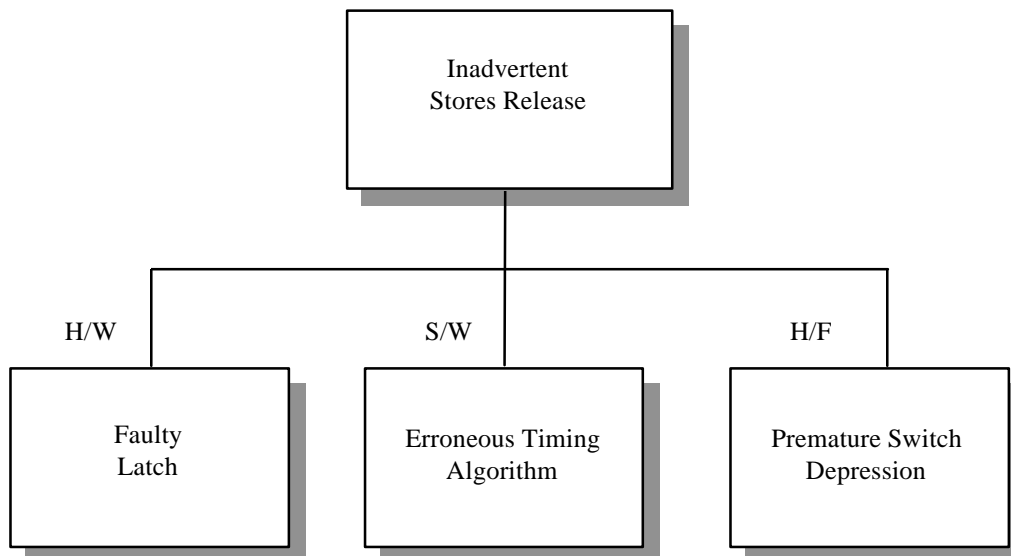 Inadvertent
Stores Release
H/W
S/W
H/F
Faulty
Latch
Erroneous Timing
Algorithm
Premature Switch
Depression